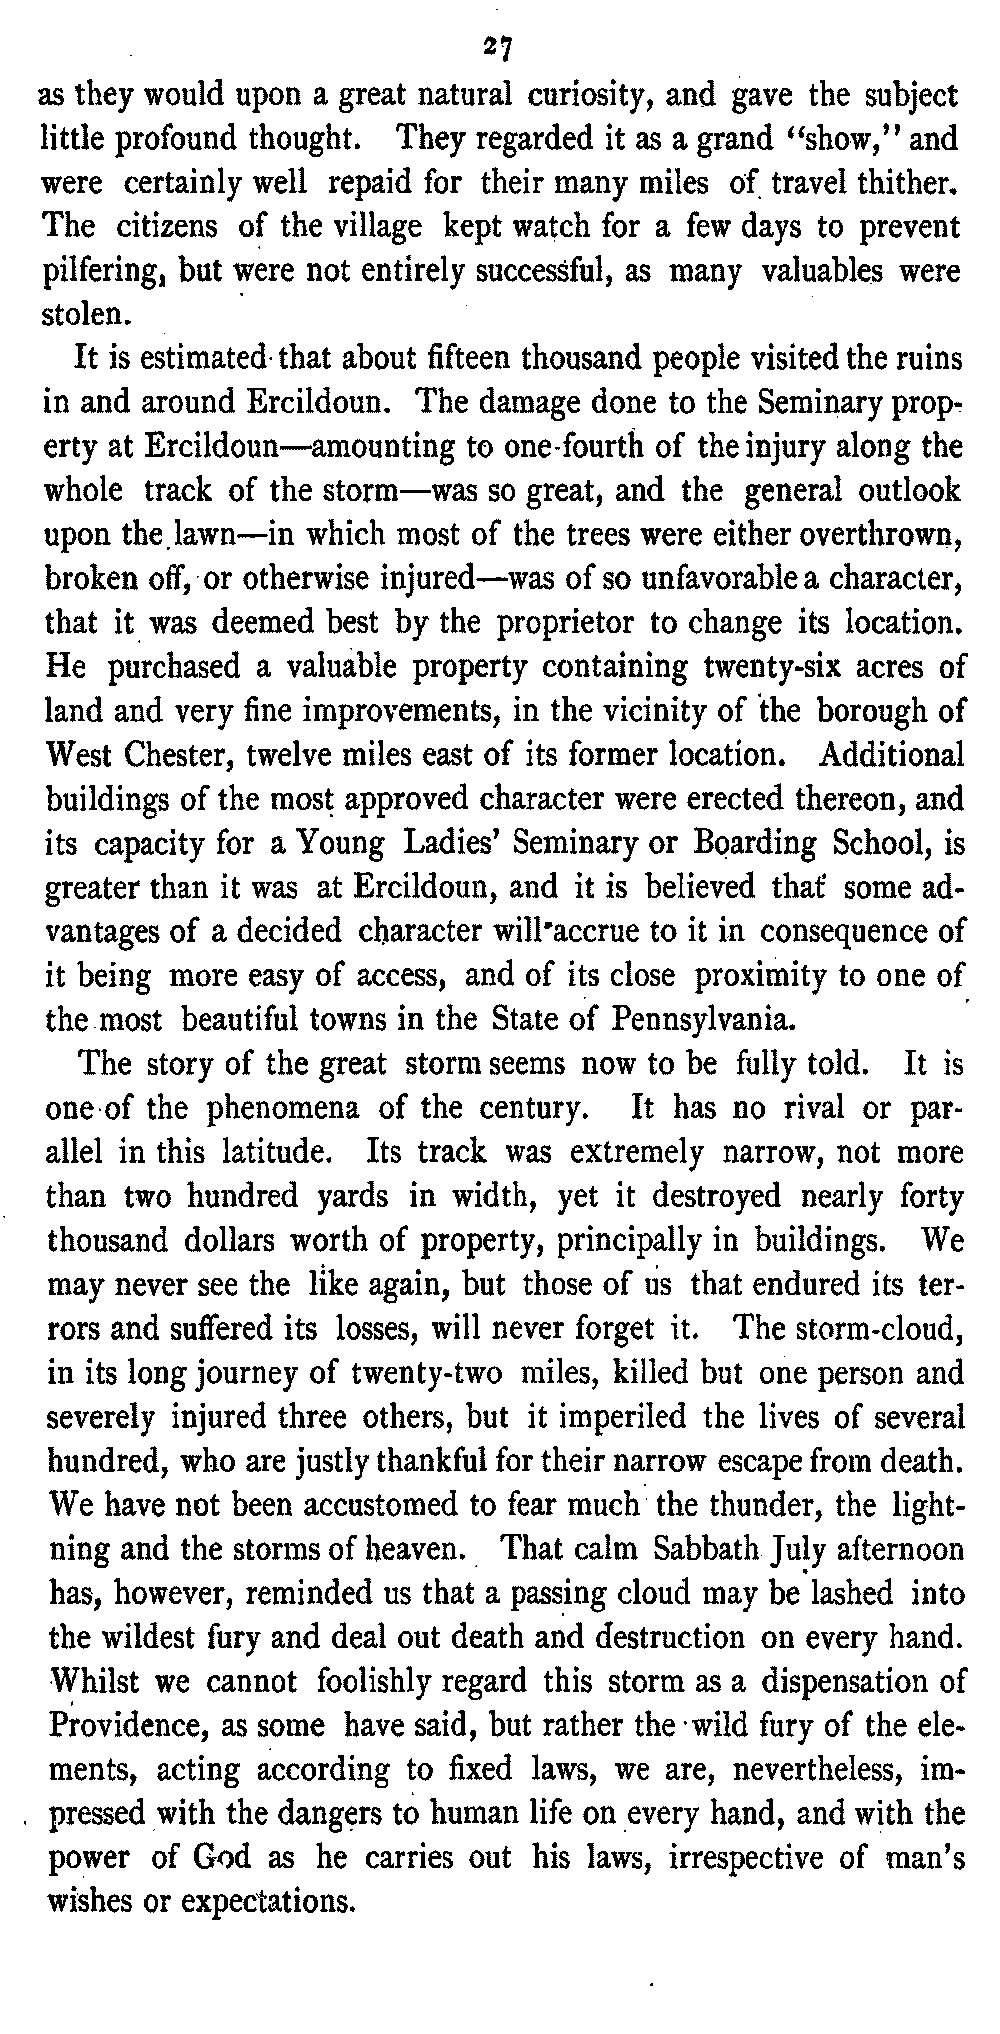 27
as they would upon a great natural curiosity, and gave the subject
little profound thought. They regarded it as a grand “show,” and
were certainly well repaid for their many miles of travel thither.
The citizens of the village kept watch for a few days to prevent
pilfering, but were not entirely successful, as many valuables were
stolen.
It is estimated that about fifteen thousand people visited the ruins
in and around Ercildoun. The damage done to the Seminary prop-
erty at Ercildoun—amounting to one-fourth of the injury along the
whole track of the storm—was so great, and the general outlook
upon the lawn—in which most of the trees were either overthrown,
broken off, or otherwise injured—was of so unfavorable a character,
that it was deemed best by the proprietor to change its location.
He purchased a valuable property containing twenty-six acres of
land and very fine improvements, in the vicinity of the borough of
West Chester, twelve miles east of its former location. Additional
buildings of the most approved character were erected thereon, and
its capacity for a Young Ladies’ Seminary or Boarding School, is
greater than it was at Ercildoun, and it is believed that some ad-
vantages of a decided character will accrue to it in consequence of
it being more easy of access, and of its close proximity to one of
the most beautiful towns in the State of Pennsylvania.
The story of the great storm seems now to be fully told. It is
one of the phenomena of the century. It has no rival or par-
allel in this latitude. Its track was extremely narrow, not more
than two hundred yards in width, yet it destroyed nearly forty
thousand dollars worth of property, principally in buildings. We
may never see the like again, but those of us that endured its ter-
rors and suffered its losses, will never forget it. The storm-cloud,
in its long journey of twenty-two miles, killed but one person and
severely injured three others, but it imperiled the lives of several
hundred, who are justly thankful for their narrow escape from death.
We have not been accustomed to fear much the thunder, the light-
ning and the storms of heaven. That calm Sabbath July afternoon
has, however, reminded us that a passing cloud may be lashed into
the wildest fury and deal out death and destruction on every hand.
Whilst we cannot foolishly regard this storm as a dispensation of
Providence, as some have said, but rather the wild fury of the ele-
ments, acting according to fixed laws, we are, nevertheless, im-
pressed with the dangers to human life on every hand, and with the
power of God as he carries out his laws, irrespective of man’s
wishes or expectations.